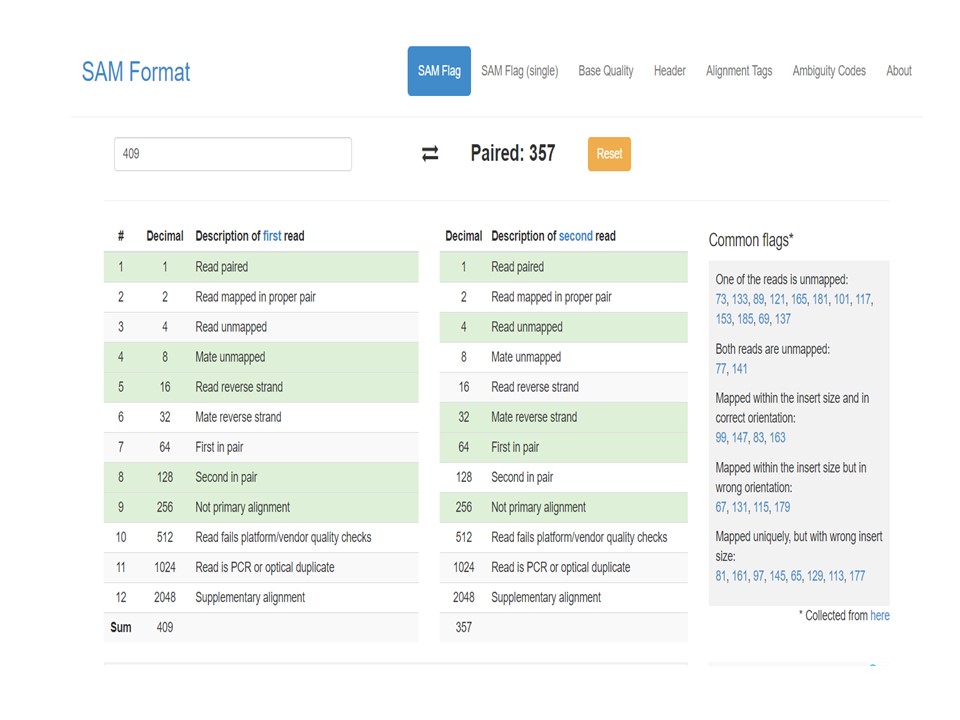 SAM Format
SAM Flag SAM Flag (single) Base Quality Header Alignment Tags Ambiguity Codes About
409 Paired: 357 Reset
# Decimal Description of first read
1 1 Read paired
2 2 Read mapped in proper pair
3 4 Read unmapped
4 8 Mate unmapped
5 16 Read reverse strand
6 32 Mate reverse strand
7 64 First in pair
8 128 Second in pair
9 256 Not primary alignment
10 512 Read fails platform/vendor quality checks
11 1024 Read is PCR or optical duplicate
12 2048 Supplementary alignment
Sum 409
Decimal Description of second read
1 Read paired
2 Read mapped in proper pair
4 Read unmapped
8 Mate unmapped
16 Read reverse strand
32 Mate reverse strand
64 First in pair
128 Second in pair
256 Not primary alignment
512 Read fails platform/vendor quality checks
1024 Read is PCR or optical duplicate
2048 Supplementary alignment
357
Common flags*
One of the reads is unmapped:
73, 133, 89, 121, 165, 181, 101, 117,
153, 185, 69, 137
Both reads are unmapped:
77, 141
Mapped within the insert size and in
correct orientation:
99, 147, 83, 163
Mapped within the insert size but in
wrong orientation:
67, 131, 115, 179
Mapped uniquely, but with wrong insert
size:
81, 161, 97, 145, 65, 129, 113, 177
* Collected from here